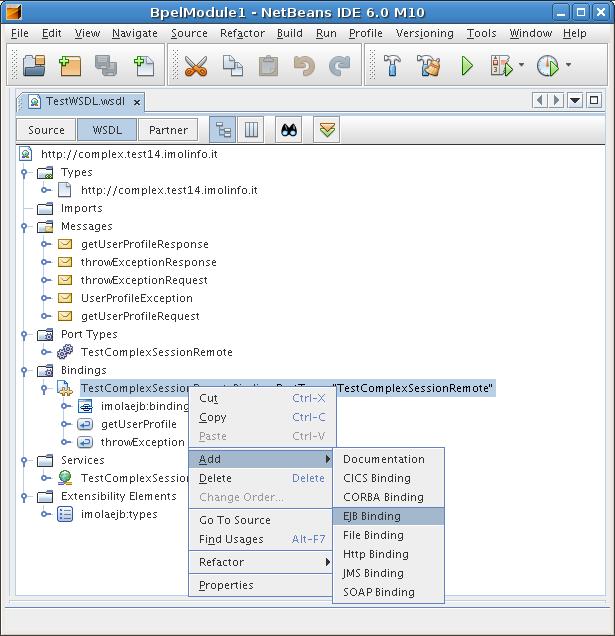 BpelModule1 - NetBeans IDE 6.0 M10
File Edit View Navigate Source Refactor Build Run Profile Versioning Tools Window Help
TestWSDL.wsdl
Source WSDL Partner
http://complex.test14.imolinfo.it
Types
http://complex.test14.imolinfo.it
Imports
Messages
getUserProfileResponse
throwExceptionResponse
throwExceptionRequest
UserProfileException
getUserProfileRequest
Port Types
TestComplexSessionRemote
Bindings
TestComplexSession "TestComplexSessionRemote"
imolaejb:binding
getUserProfile
throwException
Services
TestComplexSession
Extensibility Elements
imolaejb:types
Cut Ctrl-X
Copy Ctrl-C
Paste Ctrl-V
Add
Delete Delete
Change Order...
Go To Source
Find Usages Alt-F7
Refactor
Properties
Documentation
CICS Binding
CORBA Binding
EJB Binding
File Binding
Http Binding
JMS Binding
SOAP Binding